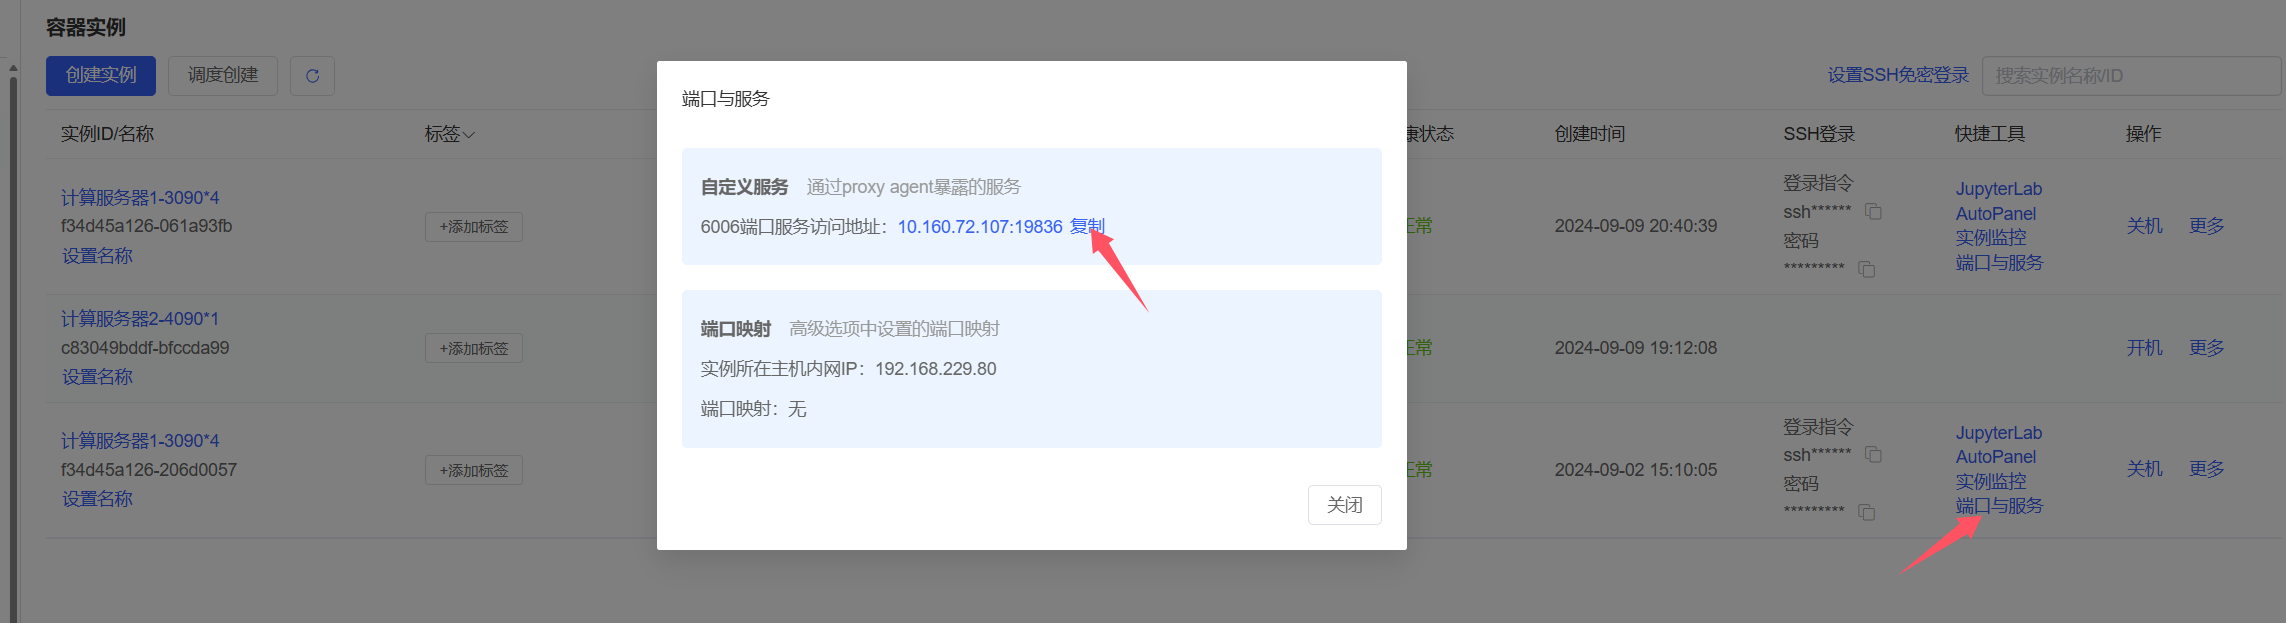 容器实例
创建实例
调度创建
设置SSH免密登录
搜索实例名称/ID
实例ID/名称
标签
康状态
创建时间
SSH登录
快捷工具
操作
计算服务器1-3090*4
f34d45a126-061a93fb
设置名称
+添加标签
正常
2024-09-09 20:40:39
登录指令
ssh******
密码
*********
JupyterLab
AutoPanel
实例监控
端口与服务
关机
更多
计算服务器2-4090*1
c83049bddf-bfccda99
设置名称
+添加标签
正常
2024-09-09 19:12:08
开机
更多
计算服务器1-3090*4
f34d45a126-206d0057
设置名称
+添加标签
正常
2024-09-02 15:10:05
登录指令
ssh******
密码
*********
JupyterLab
AutoPanel
实例监控
端口与服务
关机
更多
端口与服务
自定义服务 通过proxy agent暴露的服务
6006端口服务访问地址：10.160.72.107:19836 复制
端口映射 高级选项中设置的端口映射
实例所在主机内网IP：192.168.229.80
端口映射：无
关闭